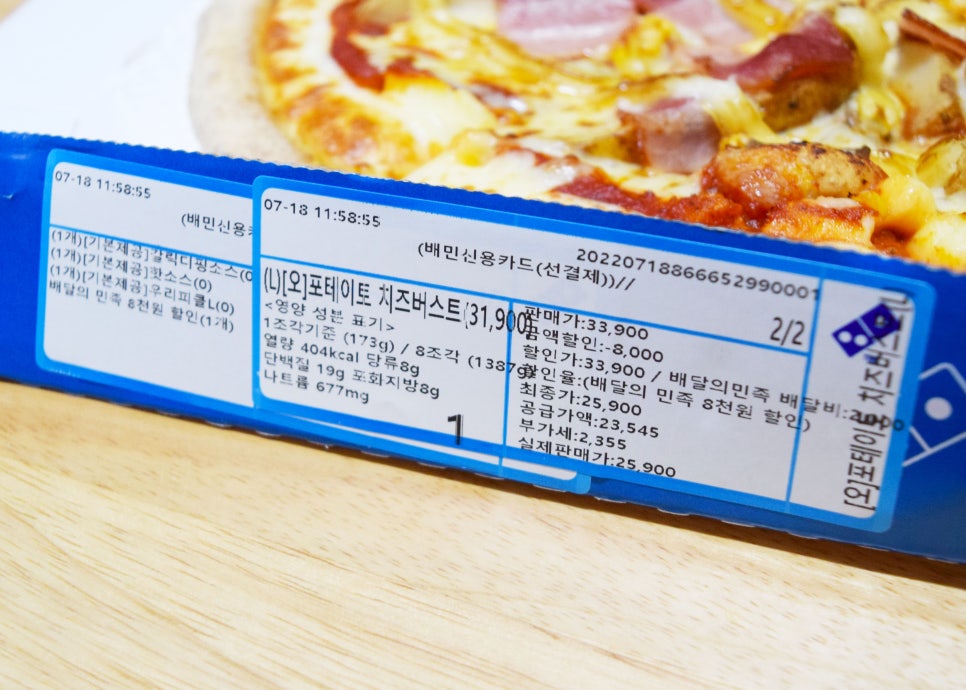 07-18 11:58:55
(배민신용카
(1개)[기본제공]갈릭디핑소스(0
(1개)[기본제공]핫소스(0)
(1개)[기본제공]우리피클L(0)
배달의 민족 8천원 할인(1개)
07-18 11:58:55
20220718866652990001
(배민신용카드(선결제))//
(L)[오]포테이토 치즈버스트(31,900)
<영양 성분 표기>
1조각기준 (173g) / 8조각 (1387g)
열량 404kcal 당류8g
단백질 19g 포화지방8g
나트륨 677mg
1
2/2
판매가:33,900
금액할인:-8,000
할인가:33,900 / 배달의민족 배달비:
할인율:(배달의 민족 8천원 할인)
최종가:25,900
공급가액:23,545
부가세:2,355
실제판매가:25,900
[오]포테이토 치즈버스